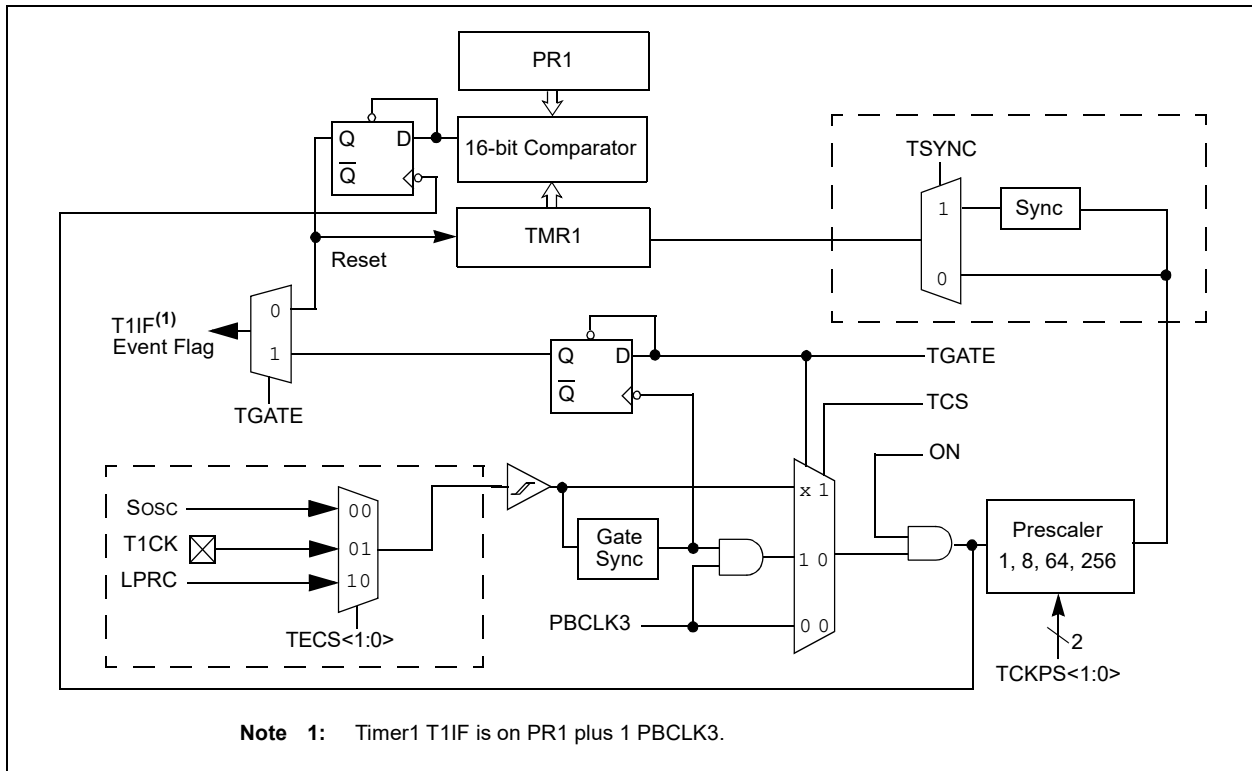 PR1
Q D
Q
16-bit Comparator
TSYNC
1
Sync
TMR1
Reset
0
0
T1IF(1)
Event Flag
1
Q D
Q
TGATE
TGATE
TCS
ON
SOSC
00
x 1
T1CK
01
Gate
Sync
Prescaler
1, 8, 64, 256
LPRC
10
1 0
PBCLK3
0 0
TECS<1:0>
2
TCKPS<1:0>
Note 1: Timer1 T1IF is on PR1 plus 1 PBCLK3.